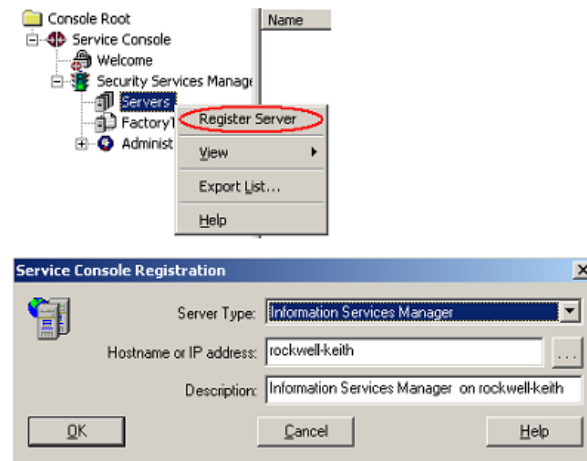 Console Root
Name
Service Console
Welcome
Security Services Manage
Servers
Register Server
Factory
Administ
View
Export List...
Help
Service Console Registration
Server Type: Information Services Manager
Hostname or IP address: rockwell-keith
...
Description: Information Services Manager on rockwell-keith
OK
Cancel
Help